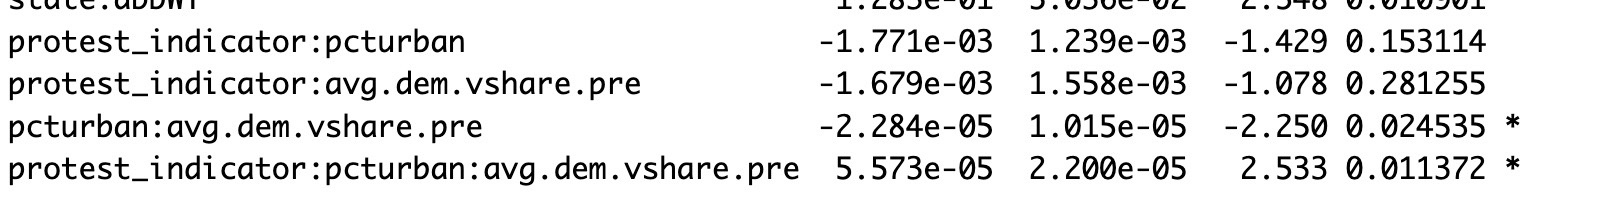 protest_indicator:pcturban -1.771e-03 1.239e-03 -1.429 0.153114
protest_indicator:avg.dem.vshare.pre -1.679e-03 1.558e-03 -1.078 0.281255
pcturban:avg.dem.vshare.pre -2.284e-05 1.015e-05 -2.250 0.024535 *
protest_indicator:pcturban:avg.dem.vshare.pre 5.573e-05 2.200e-05 2.533 0.011372 *